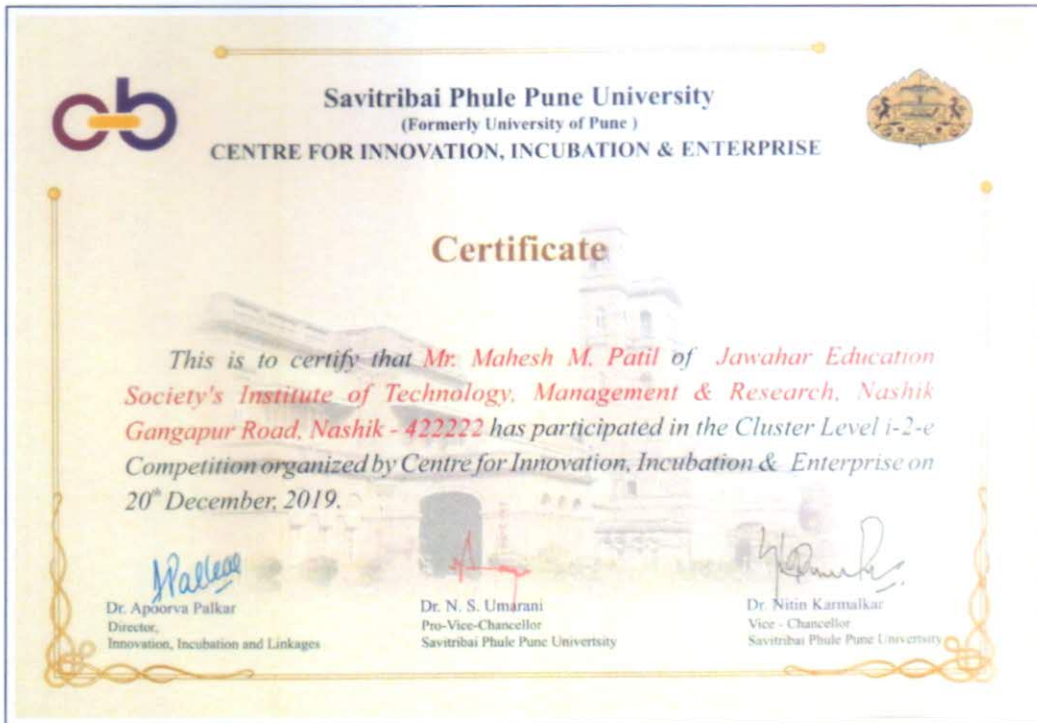 Savitribai Phule Pune University
(Formerly University of Pune )
CENTRE FOR INNOVATION, INCUBATION & ENTERPRISE
Certificate
This is to certify that Mr. Mahesh M. Patil of Jawahar Education
Society's Institute of Technology, Management & Research, Nashik
Gangapur Road, Nashik - 422222 has participated in the Cluster Level i-2-e
Competition organized by Centre for Innovation, Incubation & Enterprise on
20th December, 2019.
Dr. Apoorva Palkar
Director,
Innovation, Incubation and Linkages
Dr. N. S. Umarani
Pro-Vice-Chancellor
Savitribai Phule Pune Univertsity
Dr. Nitin Karmalkar
Vice - Chancellor
Savitribai Phule Pune Univertsity